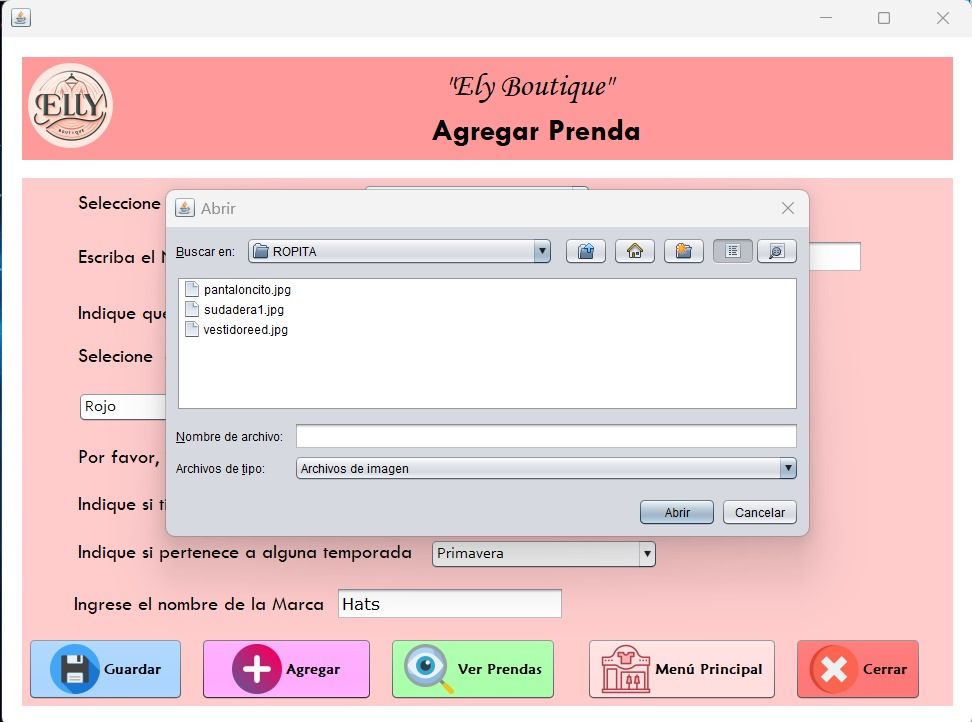 ELLY
BOUTIQUE
"Ely Boutique"
Agregar Prenda
Seleccione
Escriba el
Indique que
Selecione
Rojo
Por favor,
Indique si
Abrir
Buscar en:
ROPITA
pantaloncito.jpg
sudadera1.jpg
vestidoreed.jpg
Nombre de archivo:
Archivos de tipo:
Archivos de imagen
Abrir
Cancelar
Indique si pertenece a alguna temporada
Primavera
Ingrese el nombre de la Marca
Hats
Guardar
Agregar
Ver Prendas
Menú Principal
Cerrar